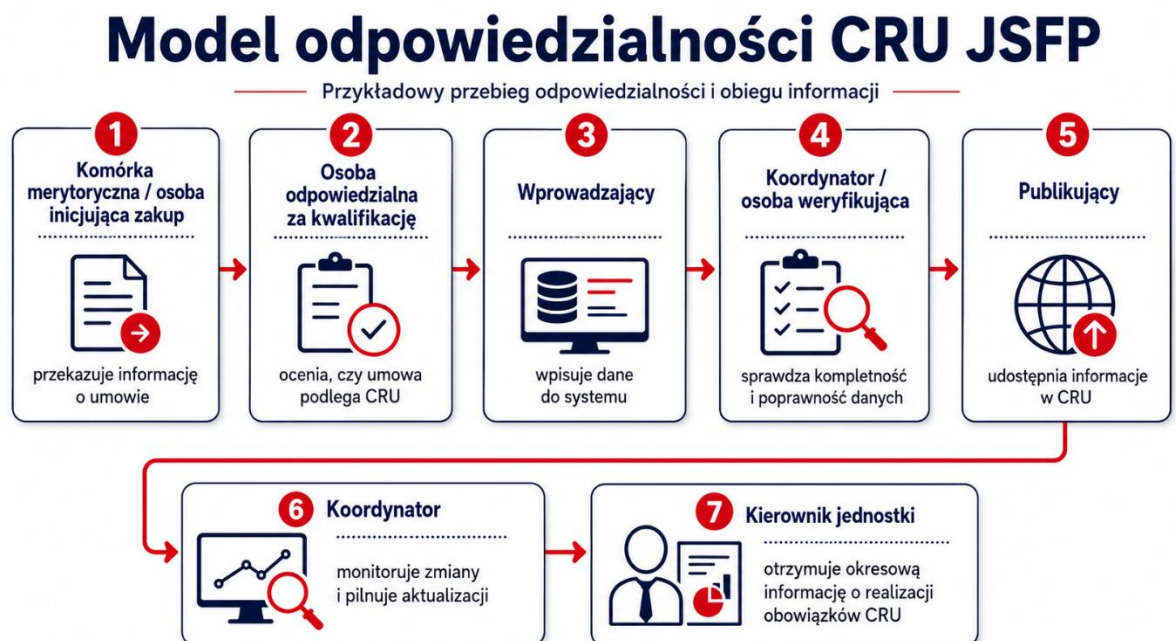 Model odpowiedzialności CRU JSFP
Przykładowy przebieg odpowiedzialności i obiegu informacji
1
Komórka
merytoryczna / osoba
inicjująca zakup
przekazuje informację
o umowie
2
Osoba
odpowiedzialna
za kwalifikację
ocenia, czy umowa
podlega CRU
3
Wprowadzający
wpisuje dane
do systemu
4
Koordynator /
osoba weryfikująca
sprawdza kompletność
i poprawność danych
5
Publikujący
udostępnia informacje
w CRU
6
Koordynator
monitoruje zmiany
i pilnuje aktualizacji
7
Kierownik jednostki
otrzymuje okresową
informację o realizacji
obowiązków CRU